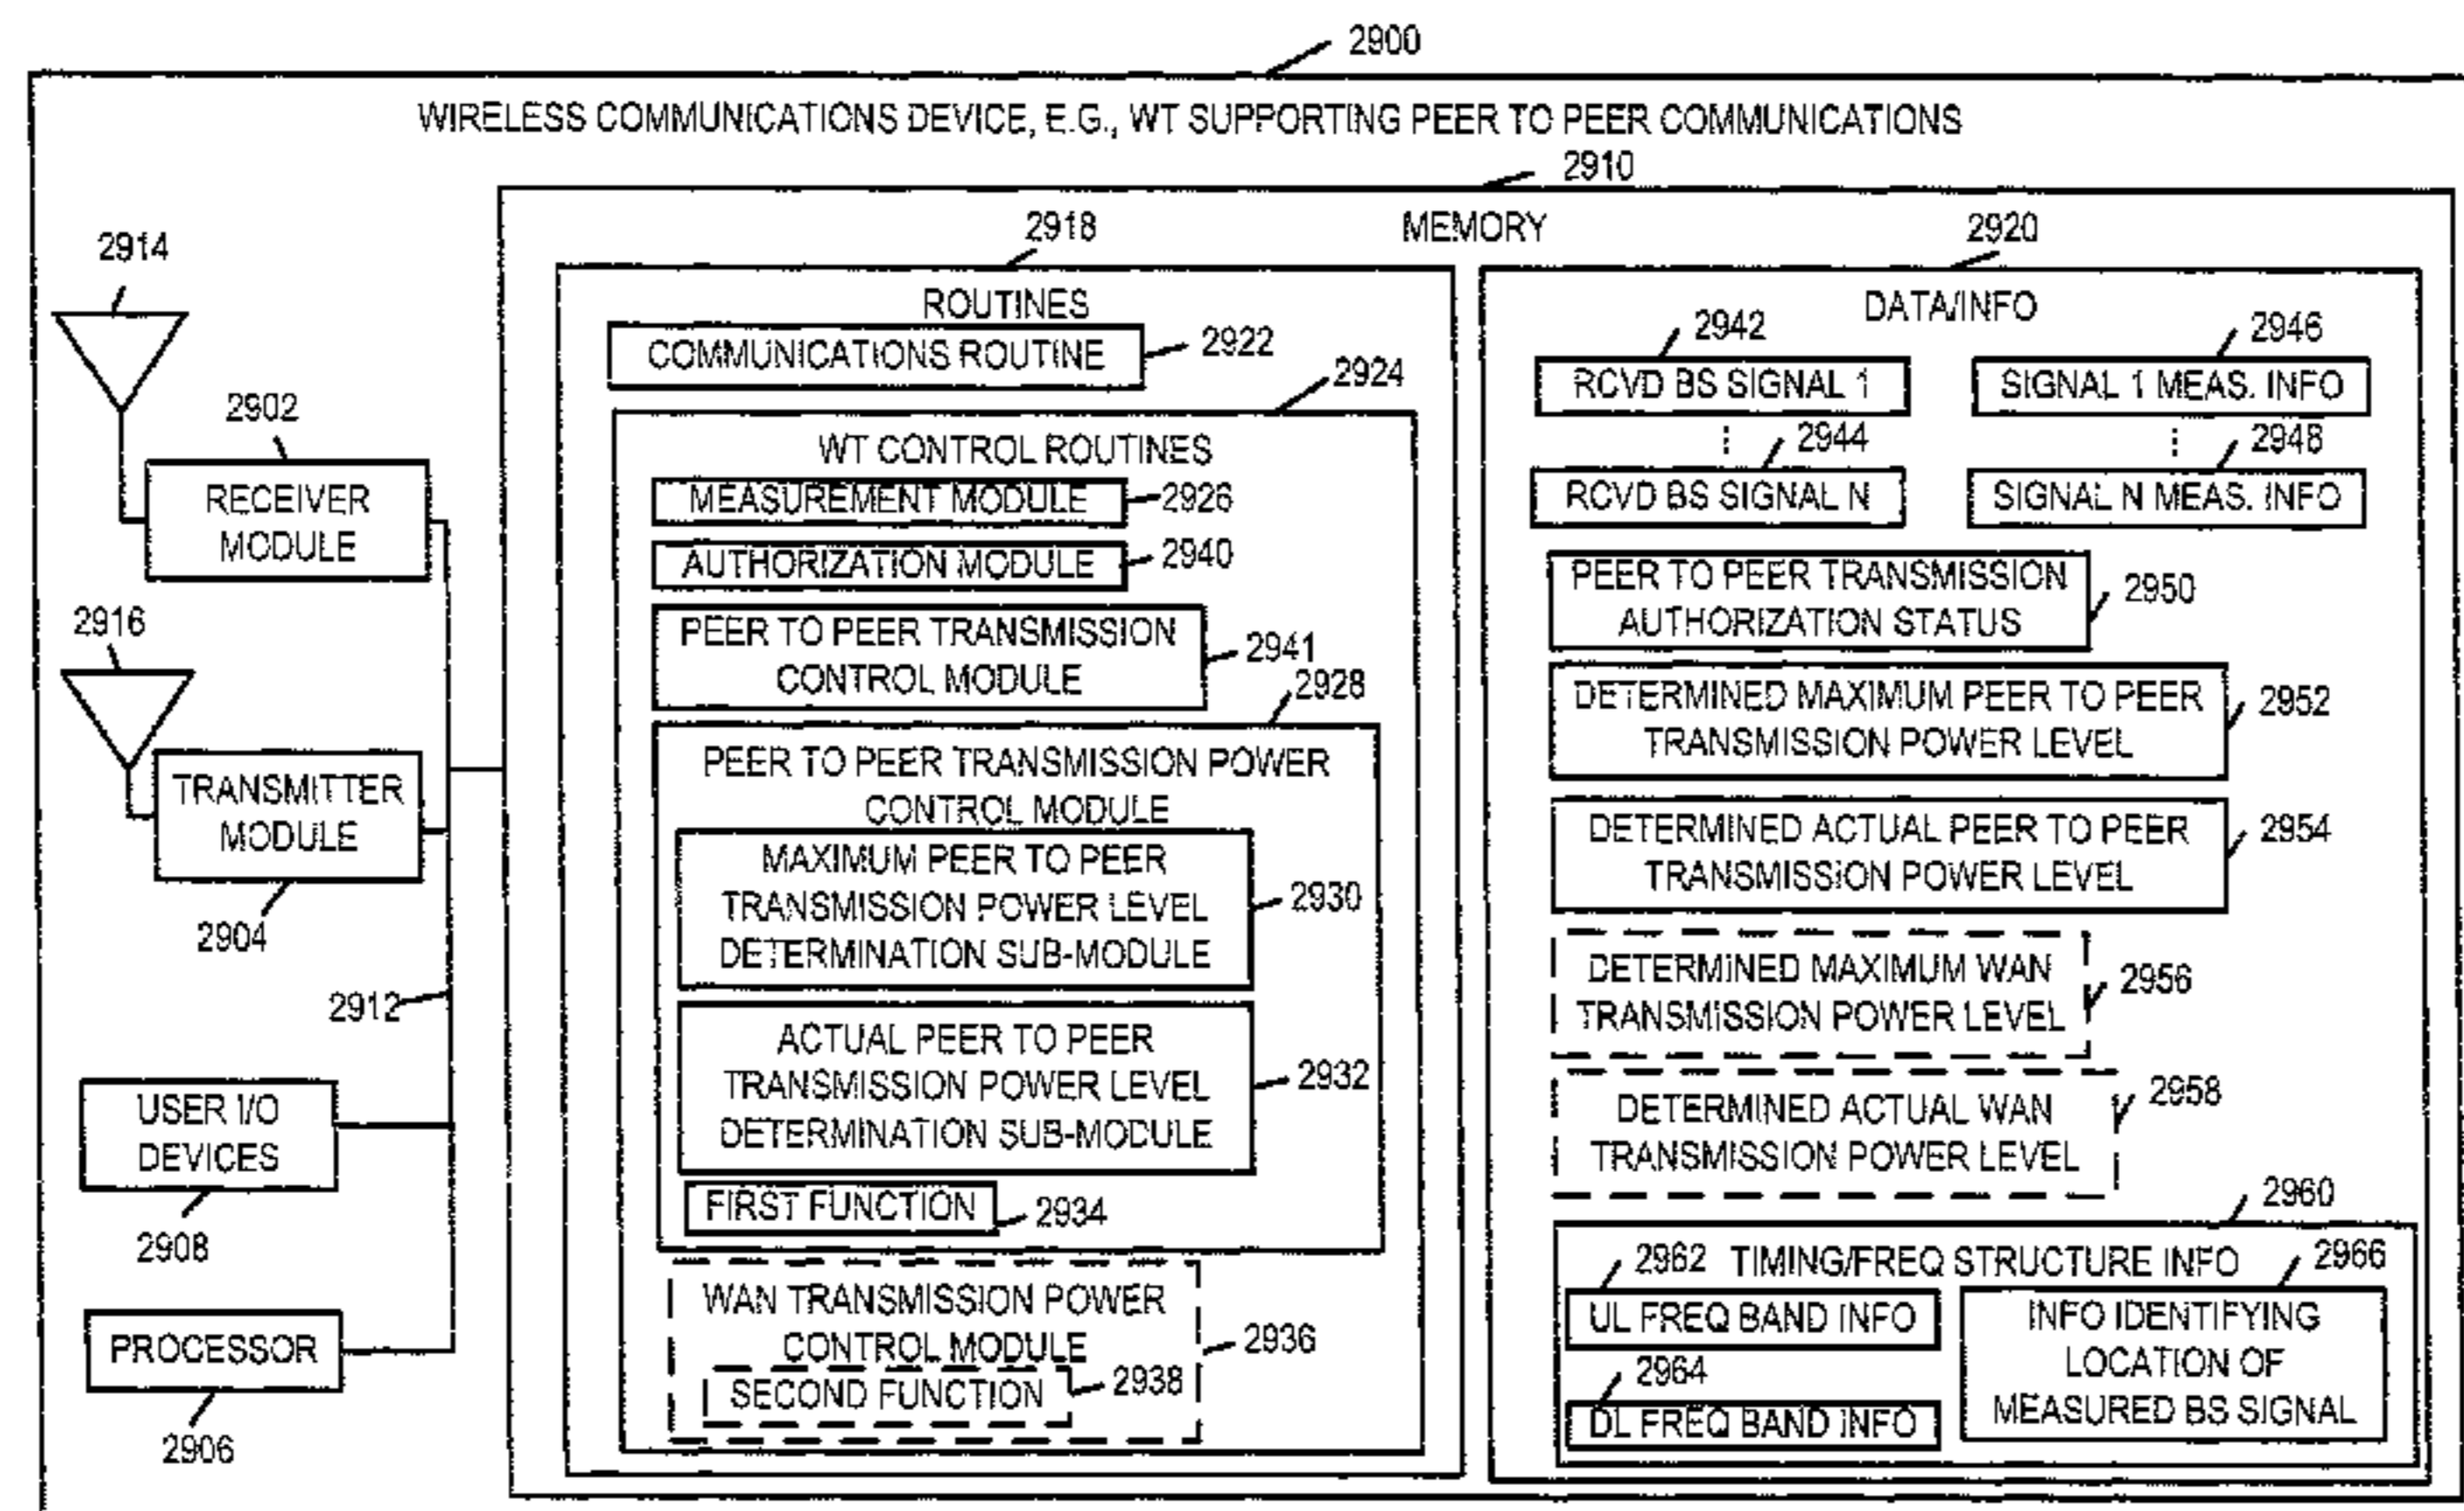 2900
WIRELESS COMMUNICATIONS DEVICE, E.G., WT SUPPORTING PEER TO PEER COMMUNICATIONS
2910
MEMORY
2914
2902
RECEIVER
MODULE
2916
TRANSMITTER
MODULE
2904
2912
USER I/O
DEVICES
2908
PROCESSOR
2906
2918
ROUTINES
COMMUNICATIONS ROUTINE
2922
2924
WT CONTROL ROUTINES
MEASUREMENT MODULE
2926
AUTHORIZATION MODULE
2940
PEER TO PEER TRANSMISSION
CONTROL MODULE
2941
2928
PEER TO PEER TRANSMISSION POWER
CONTROL MODULE
MAXIMUM PEER TO PEER
TRANSMISSION POWER LEVEL
DETERMINATION SUB-MODULE
2930
ACTUAL PEER TO PEER
TRANSMISSION POWER LEVEL
DETERMINATION SUB-MODULE
2932
FIRST FUNCTION
2934
WAN TRANSMISSION POWER
CONTROL MODULE
2936
SECOND FUNCTION
2938
2920
DATA/INFO
2942
RCVD BS SIGNAL 1
2946
SIGNAL 1 MEAS. INFO
2944
RCVD BS SIGNAL N
2948
SIGNAL N MEAS. INFO
PEER TO PEER TRANSMISSION
AUTHORIZATION STATUS
2950
DETERMINED MAXIMUM PEER TO PEER
TRANSMISSION POWER LEVEL
2952
DETERMINED ACTUAL PEER TO PEER
TRANSMISSION POWER LEVEL
2954
DETERMINED MAXIMUM WAN
TRANSMISSION POWER LEVEL
2956
DETERMINED ACTUAL WAN
TRANSMISSION POWER LEVEL
2958
2960
TIMING/FREQ STRUCTURE INFO
2962
UL FREQ BAND INFO
2964
DL FREQ BAND INFO
2966
INFO IDENTIFYING
LOCATION OF
MEASURED BS SIGNAL